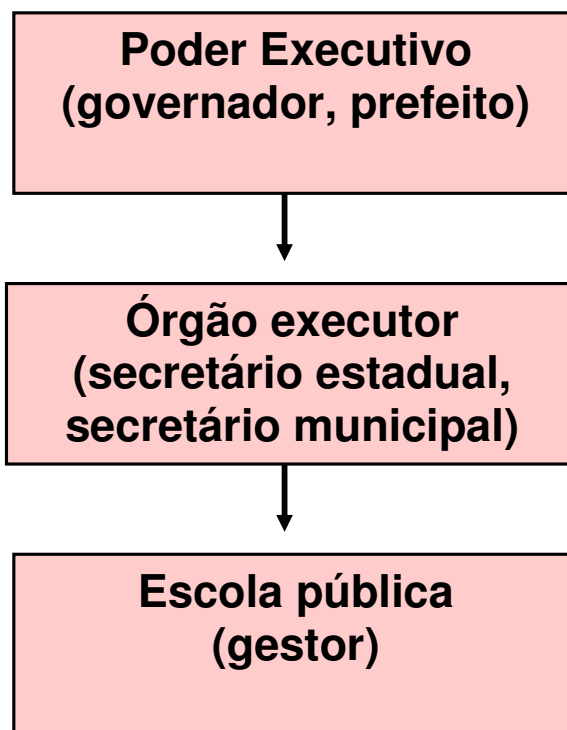 Poder Executivo
(governador, prefeito)
Órgão executor
(secretário estadual,
secretário municipal)
Escola pública
(gestor)